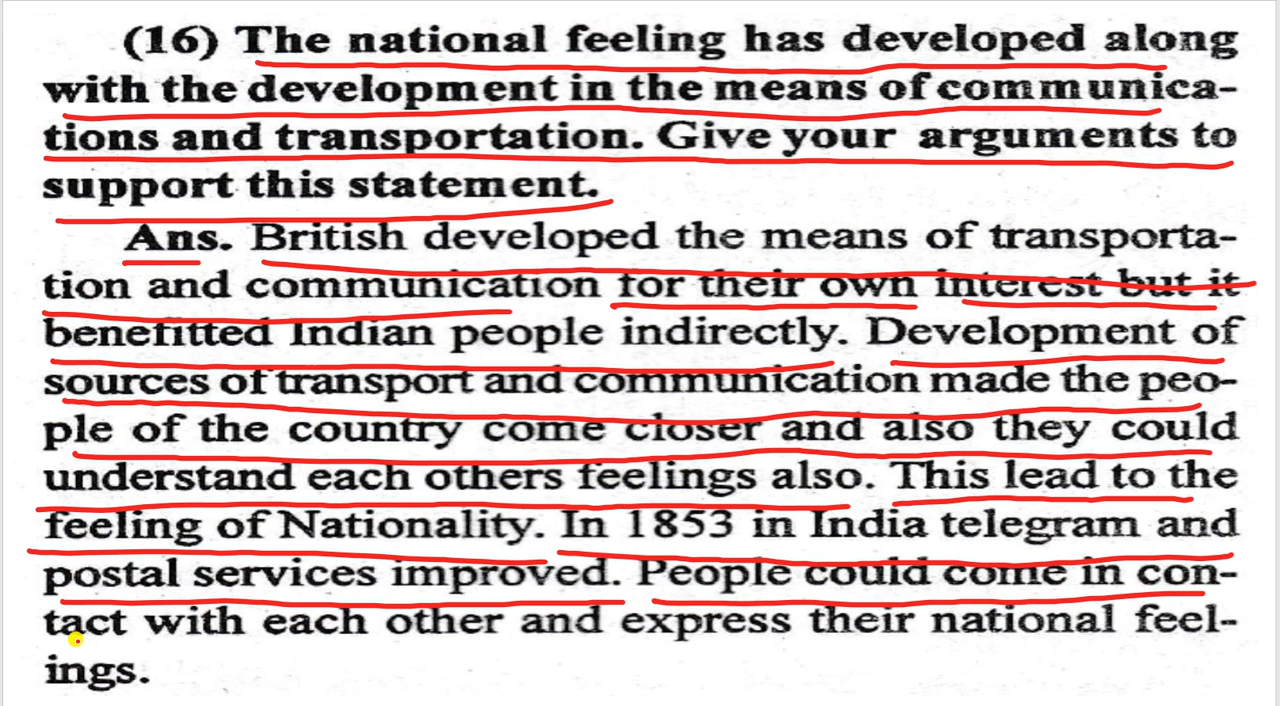 (16) The national feeling has developed along
with the development in the means of communica-
tions and transportation. Give your arguments to
support this statement.
Ans. British developed the means of transporta-
tion and communication for their own interest but it
benefitted Indian people indirectly. Development of
sources of transport and communication made the peo-
ple of the country come closer and also they could
understand each others feelings also. This lead to the
feeling of Nationality. In 1853 in India telegram and
postal services improved. People could come in con-
tact with each other and express their national feel-
ings.